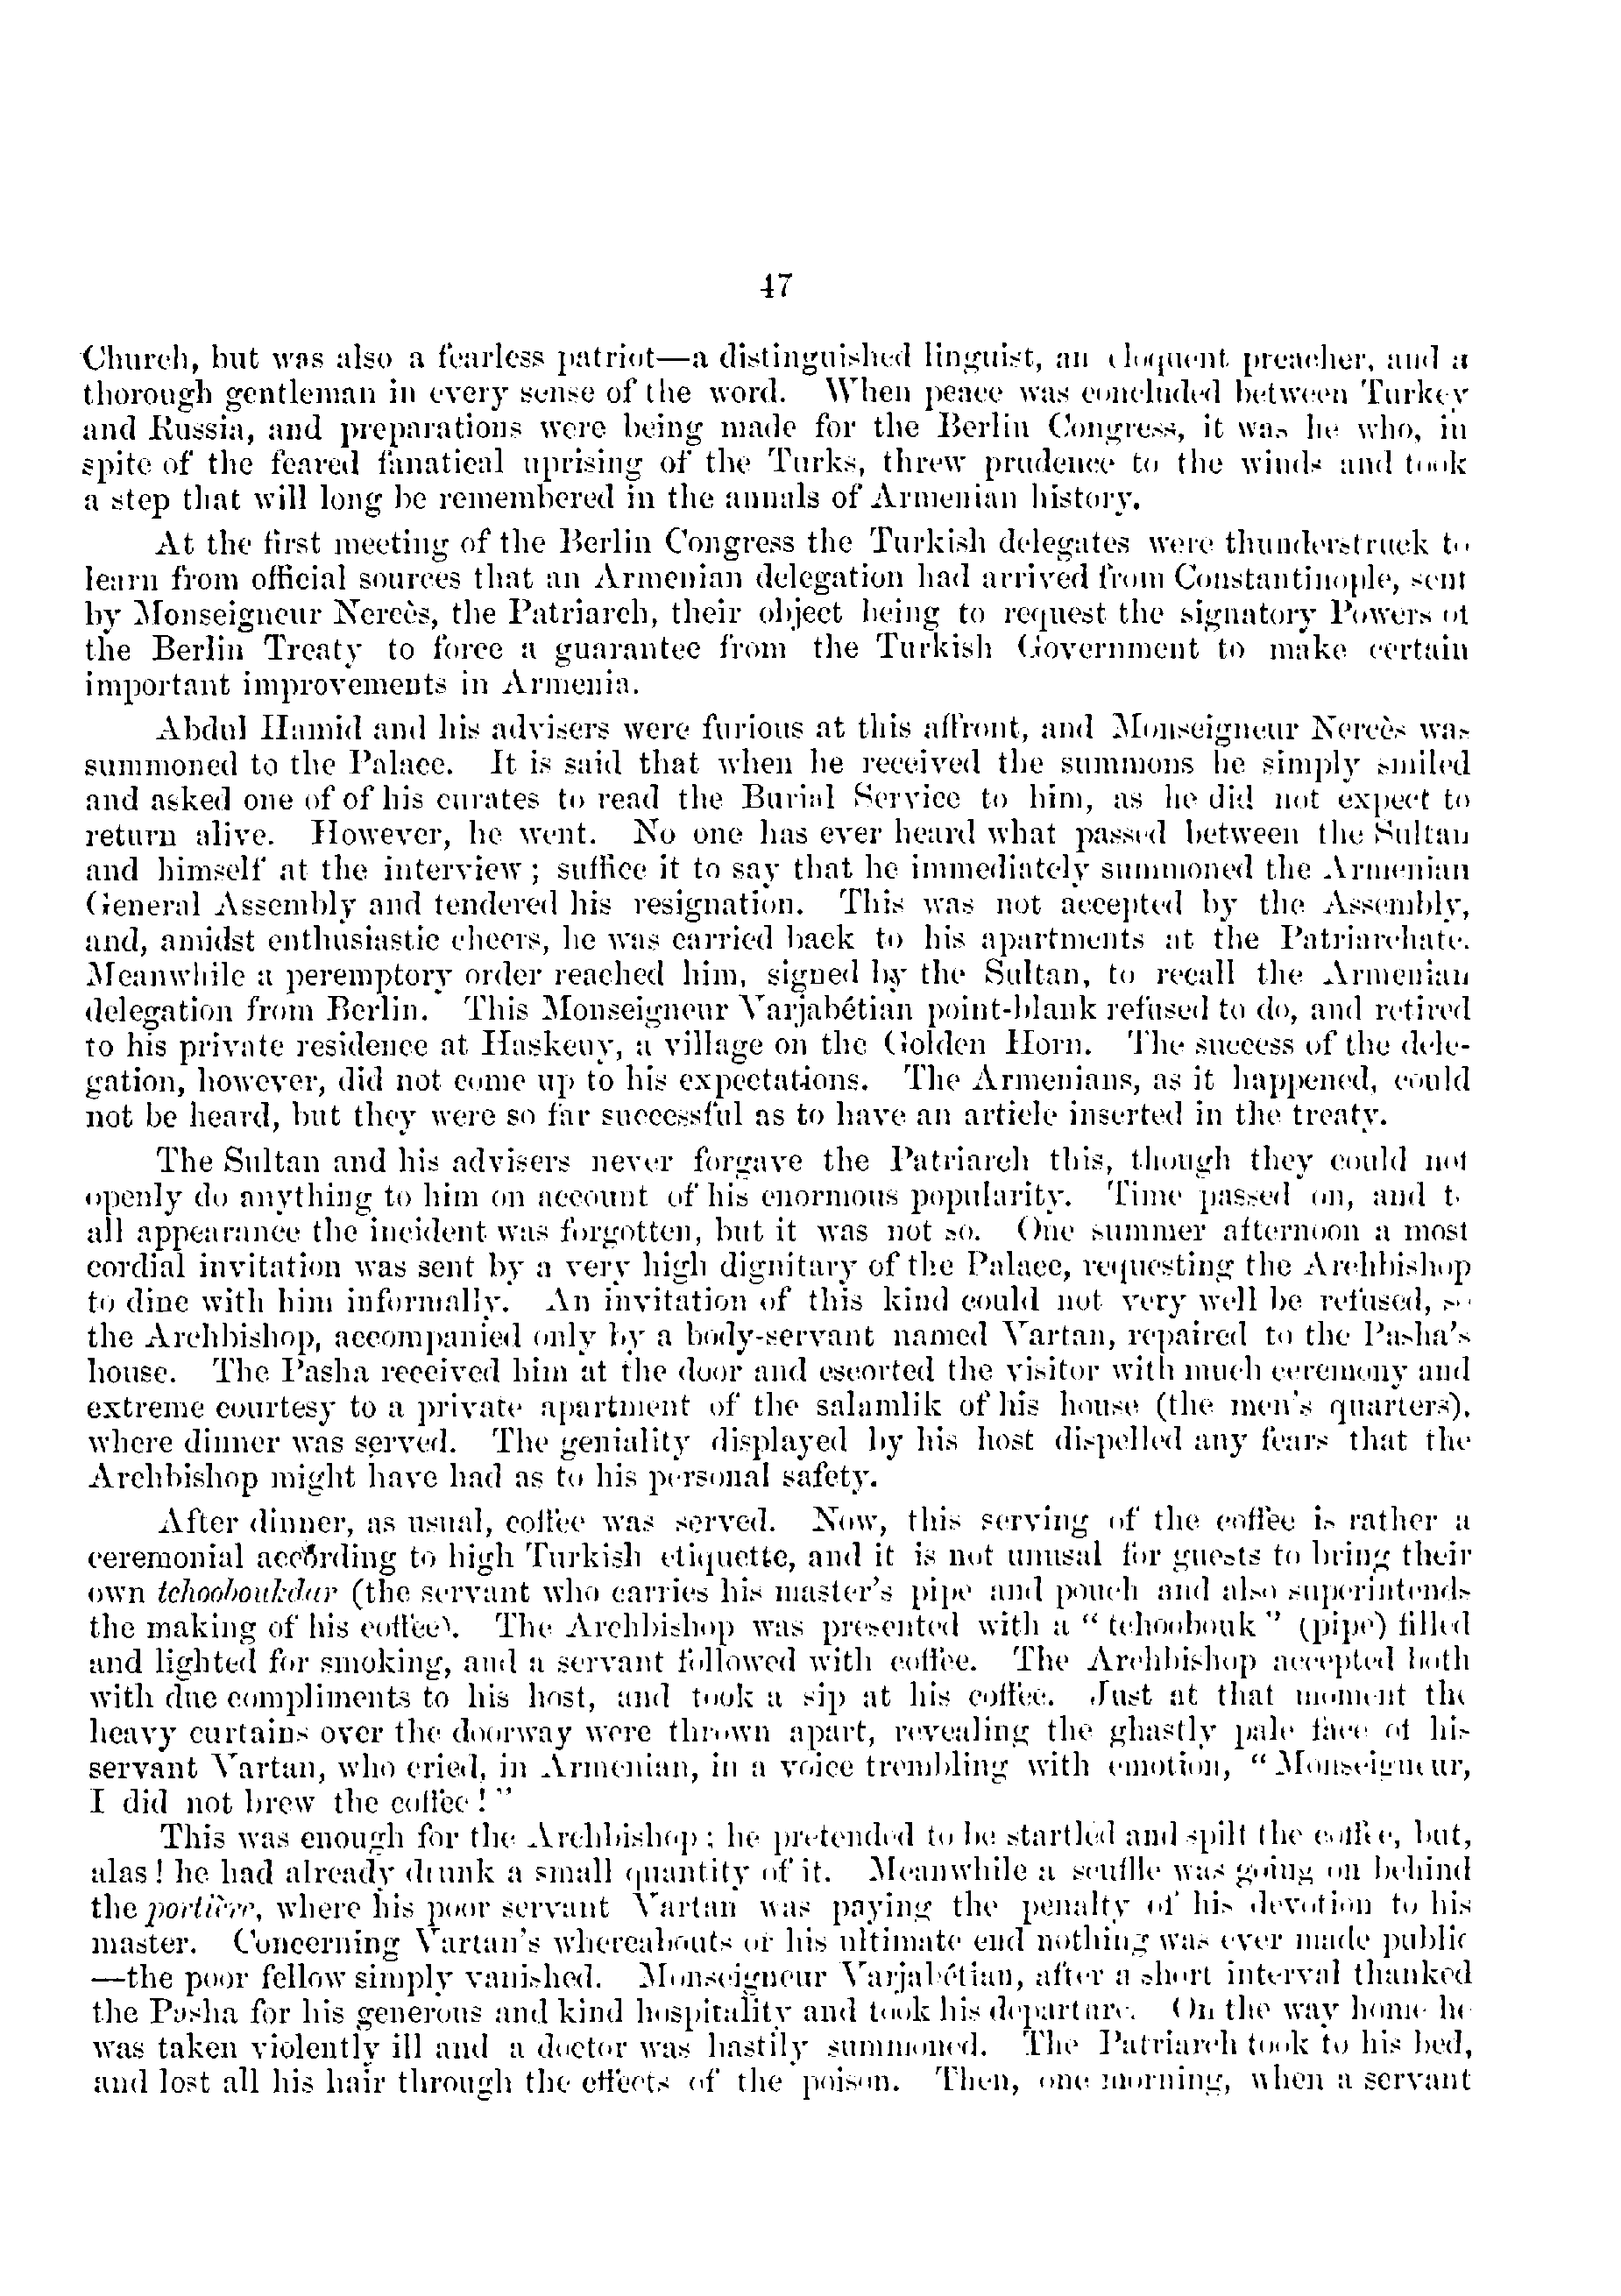 47
Church, but was also a fearless patriot—a distinguished linguist, an eloquent preacher, and a
thorough gentleman in every sense of the word. When peace was concluded between Turkey
and Russia, and preparations were being made for the Berlin Congress, it was he who, in
spite of the feared fanatical uprising of the Turks, threw prudence to the winds and took
a step that will long be remembered in the annals of Armenian history.
At the first meeting of the Berlin Congress the Turkish delegates were thunderstruck to
learn from official sources that an Armenian delegation had arrived from Constantinople, sent
by Monseigneur Nercès, the Patriarch, their object being to request the signatory Powers of
the Berlin Treaty to force a guarantee from the Turkish Government to make certain
important improvements in Armenia.
Abdul Hamid and his advisers were furious at this affront, and Monseigneur Nercès was
summoned to the Palace. It is said that when he received the summons he simply smiled
and asked one of of his curates to read the Burial Service to him, as he did not expect to
return alive. However, he went. No one has ever heard what passed between the Sultan
and himself at the interview; suffice it to say that he immediately summoned the Armenian
General Assembly and tendered his resignation. This was not accepted by the Assembly,
and, amidst enthusiastic cheers, he was carried back to his apartments at the Patriarchate.
Meanwhile a peremptory order reached him, signed by the Sultan, to recall the Armenian
delegation from Berlin. This Monseigneur Varjabétian point-blank refused to do, and retired
to his private residence at Haskeuy, a village on the Golden Horn. The success of the dele-
gation, however, did not come up to his expectations. The Armenians, as it happened, could
not be heard, but they were so far successful as to have an article inserted in the treaty.
The Sultan and his advisers never forgave the Patriarch this, though they could not
openly do anything to him on account of his enormous popularity. Time passed on, and to
all appearance the incident was forgotten, but it was not so. One summer afternoon a most
cordial invitation was sent by a very high dignitary of the Palace, requesting the Archbishop
to dine with him informally. An invitation of this kind could not very well be refused, so
the Archbishop, accompanied only by a body-servant named Vartan, repaired to the Pasha's
house. The Pasha received him at the door and escorted the visitor with much ceremony and
extreme courtesy to a private apartment of the salamlik of his house (the men's quarters),
where dinner was served. The geniality displayed by his host dispelled any fears that the
Archbishop might have had as to his personal safety.
After dinner, as usual, coffee was served. Now, this serving of the coffee is rather a
ceremonial according to high Turkish etiquette, and it is not unusal for guests to bring their
own tchooboukdar (the servant who carries his master's pipe and pouch and also superintends
the making of his coffee). The Archbishop was presented with a "tchoobouk" (pipe) filled
and lighted for smoking, and a servant followed with coffee. The Archbishop accepted both
with due compliments to his host, and took a sip at his coffee. Just at that moment the
heavy curtains over the doorway were thrown apart, revealing the ghastly pale face of his
servant Vartan, who cried, in Armenian, in a voice trembling with emotion, "Monseigneur,
I did not brew the coffee!"
This was enough for the Archbishop; he pretended to be startled and spilt the coffee, but,
alas! he had already drunk a small quantity of it. Meanwhile a scuffle was going on behind
the portière, where his poor servant Vartan was paying the penalty of his devotion to his
master. Concerning Vartan's whereabouts or his ultimate end nothing was ever made public
—the poor fellow simply vanished. Monseigneur Varjabétian, after a short interval thanked
the Pasha for his generous and kind hospitality and took his departure. On the way home he
was taken violently ill and a doctor was hastily summoned. The Patriarch took to his bed,
and lost all his hair through the effects of the poison. Then, one morning, when a servant